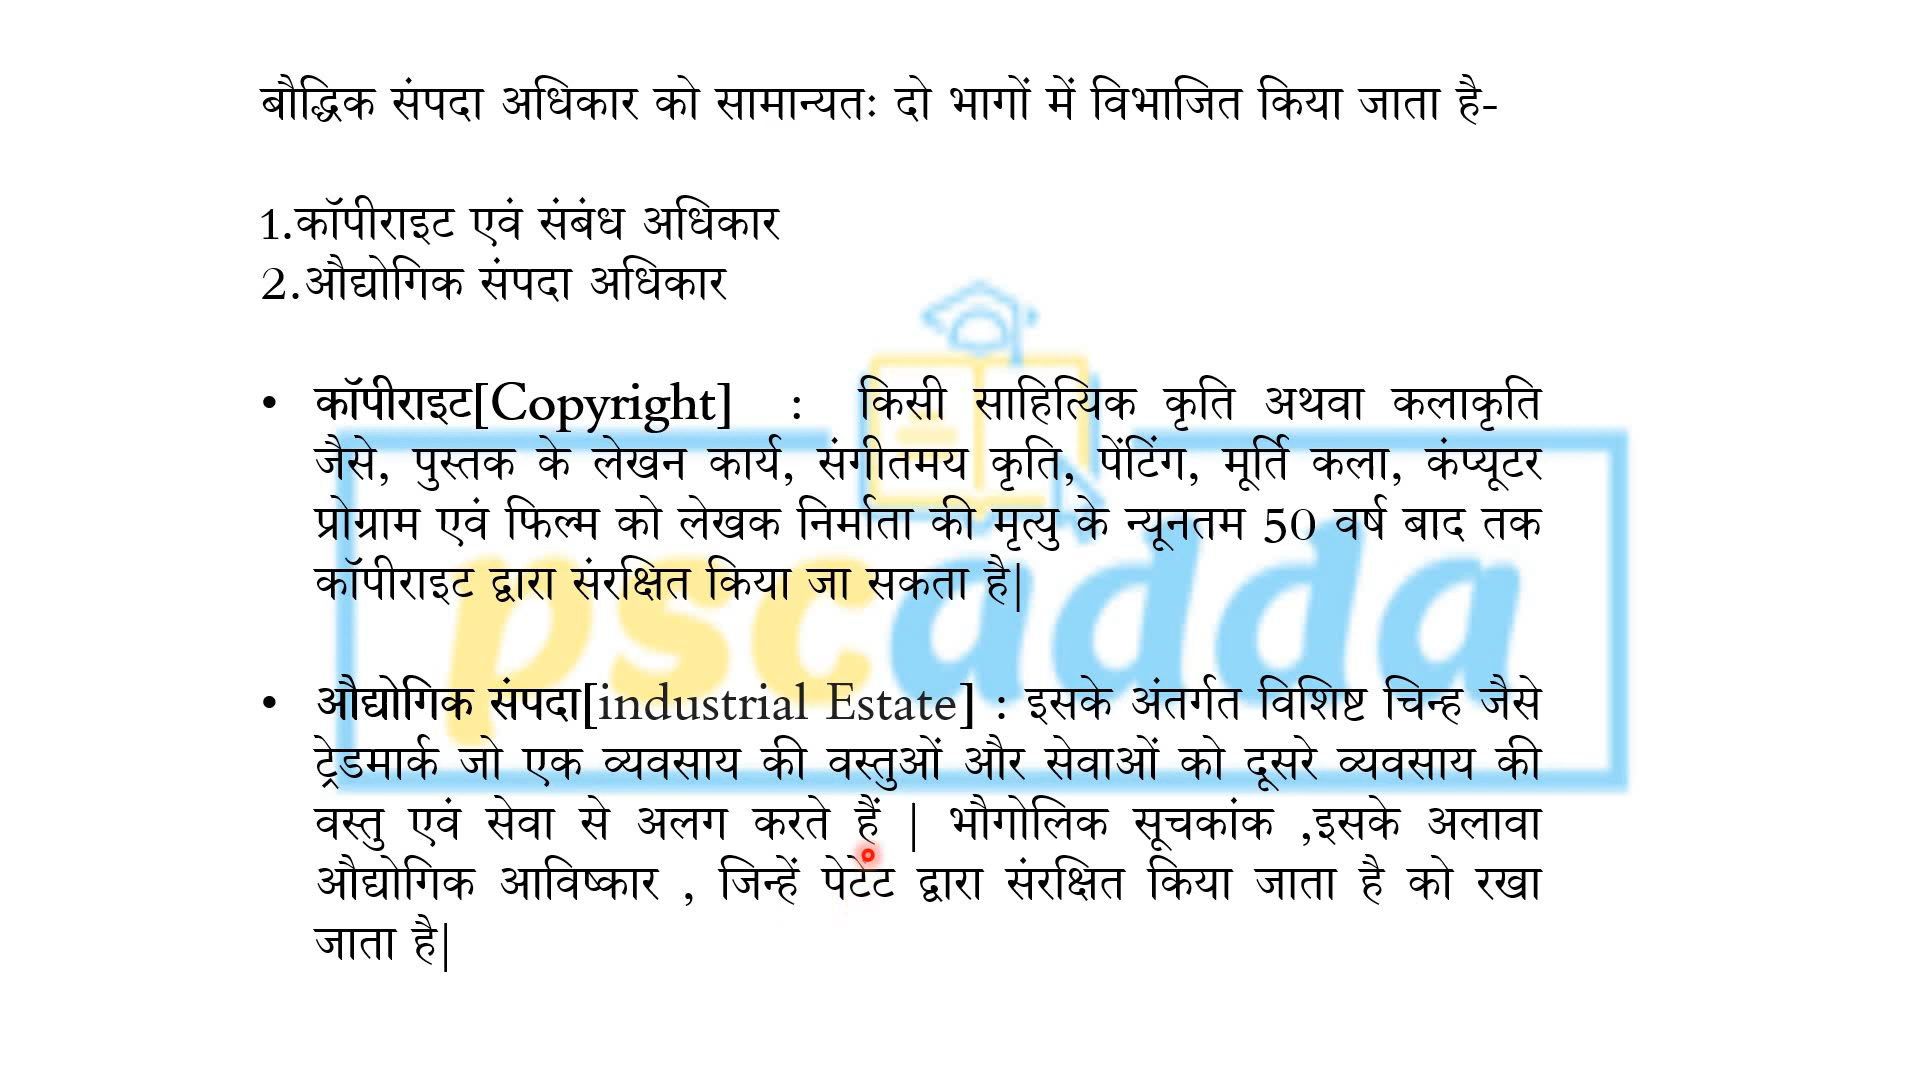 बौद्धिक संपदा अधिकार को सामान्यतः दो भागों में विभाजित किया जाता है-
1.कॉपीराइट एवं संबंध अधिकार
2.औद्योगिक संपदा अधिकार
• कॉपीराइट[Copyright] : किसी साहित्यिक कृति अथवा कलाकृति
जैसे, पुस्तक के लेखन कार्य, संगीतमय कृति, पेंटिंग, मूर्ति कला, कंप्यूटर
प्रोग्राम एवं फिल्म को लेखक निर्माता की मृत्यु के न्यूनतम 50 वर्ष बाद तक
कॉपीराइट द्वारा संरक्षित किया जा सकता है|
pscadda
• औद्योगिक संपदा[industrial Estate] : इसके अंतर्गत विशिष्ट चिन्ह जैसे
ट्रेडमार्क जो एक व्यवसाय की वस्तुओं और सेवाओं को दूसरे व्यवसाय की
वस्तु एवं सेवा से अलग करते हैं | भौगोलिक सूचकांक ,इसके अलावा
औद्योगिक आविष्कार , जिन्हें पेटेंट द्वारा संरक्षित किया जाता है को रखा
जाता है|